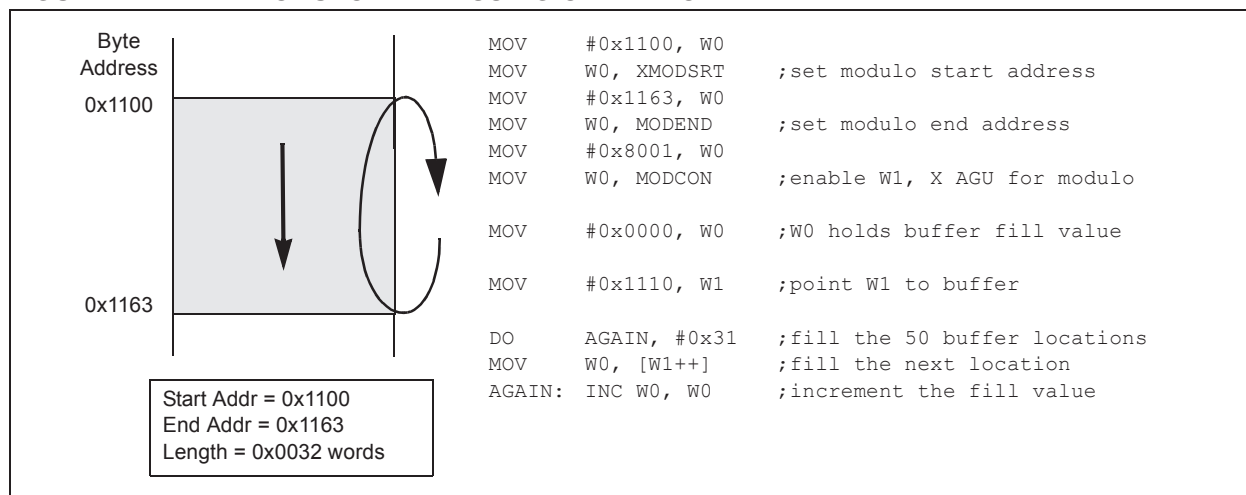 Byte
Address
0x1100
0x1163
Start Addr = 0x1100
End Addr = 0x1163
Length = 0x0032 words
MOV #0x1100, W0
MOV W0, XMODSRT ;set modulo start address
MOV #0x1163, W0
MOV W0, MODEND ;set modulo end address
MOV #0x8001, W0
MOV W0, MODCON ;enable W1, X AGU for modulo
MOV #0x0000, W0 ;W0 holds buffer fill value
MOV #0x1110, W1 ;point W1 to buffer
DO AGAIN, #0x31 ;fill the 50 buffer locations
MOV W0, [W1++] ;fill the next location
AGAIN: INC W0, W0 ;increment the fill value